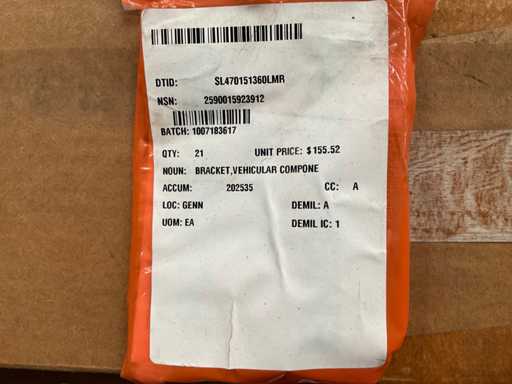 DTID: SL470151360LMR
NSN: 2590015923912
BATCH: 1007183617
QTY: 21 UNIT PRICE: $155.52
NOUN: BRACKET,VEHICULAR COMPONE
ACCUM: 202535 CC: A
LOC: GENN DEMIL: A
UOM: EA DEMIL IC: 1